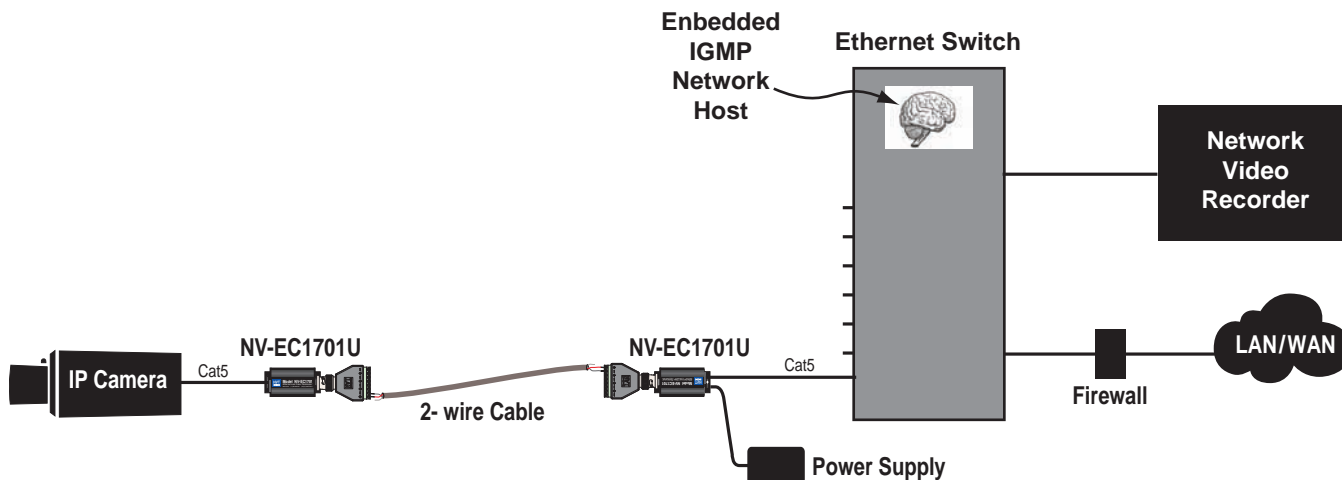 Enbedded
IGMP
Network
Host
Ethernet Switch
Network
Video
Recorder
NV-EC1701U
NV-EC1701U
IP Camera
Cat5
Cat5
2- wire Cable
Power Supply
Firewall
LAN/WAN